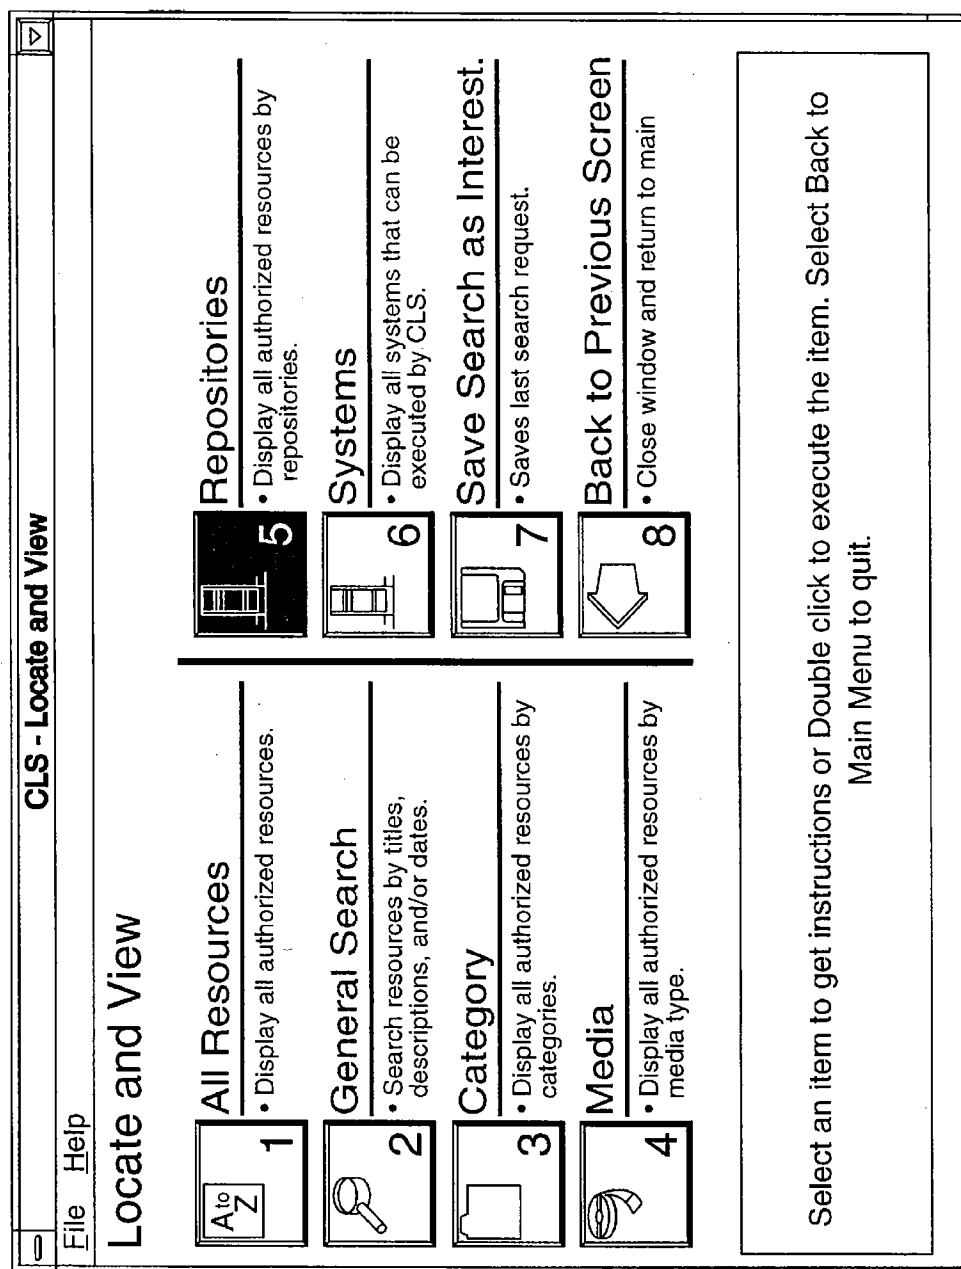 CLS - Locate and View
File Help
Locate and View
A to
Z
1
All Resources
• Display all authorized resources.
2
General Search
• Search resources by titles,
descriptions, and/or dates.
3
Category
• Display all authorized resources by
categories.
4
Media
• Display all authorized resources by
media type.
5
Repositories
• Display all authorized resources by
repositories.
6
Systems
• Display all systems that can be
executed by CLS.
7
Save Search as Interest.
• Saves last search request.
8
Back to Previous Screen
• Close window and return to main
Select an item to get instructions or Double click to execute the item. Select Back to
Main Menu to quit.